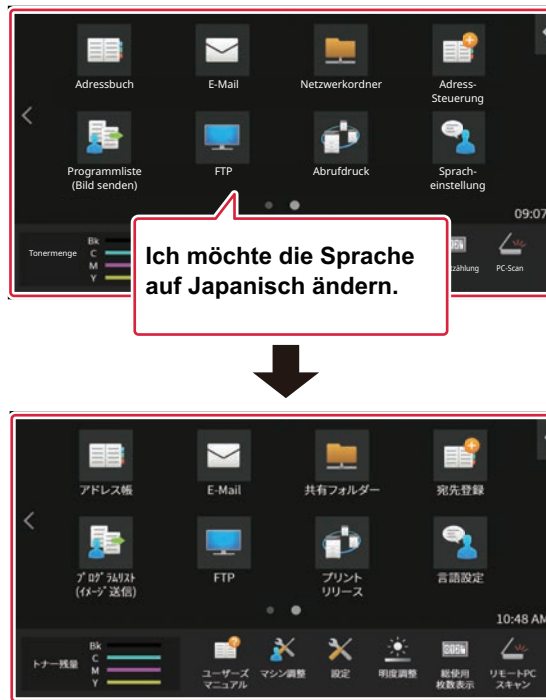 Adressbuch
E-Mail
Netzwerkordner
Adress-
Steuerung
Programmliste
(Bild senden)
FTP
Abrufdruck
Sprach-
einstellung
09:07
Tonermenge
Bk
C
M
Y
PC-Scan
Ich möchte die Sprache
auf Japanisch ändern.
アドレス帳
E-Mail
共有フォルダー
宛先登録
プログラムリスト
(イメージ送信)
FTP
プリント
リリース
言語設定
10:48 AM
トナー残量
Bk
C
M
Y
ユーザーズ
マニュアル
マシン調整
設定
明度調整
総使用
枚数表示
リモートPC
スキャン